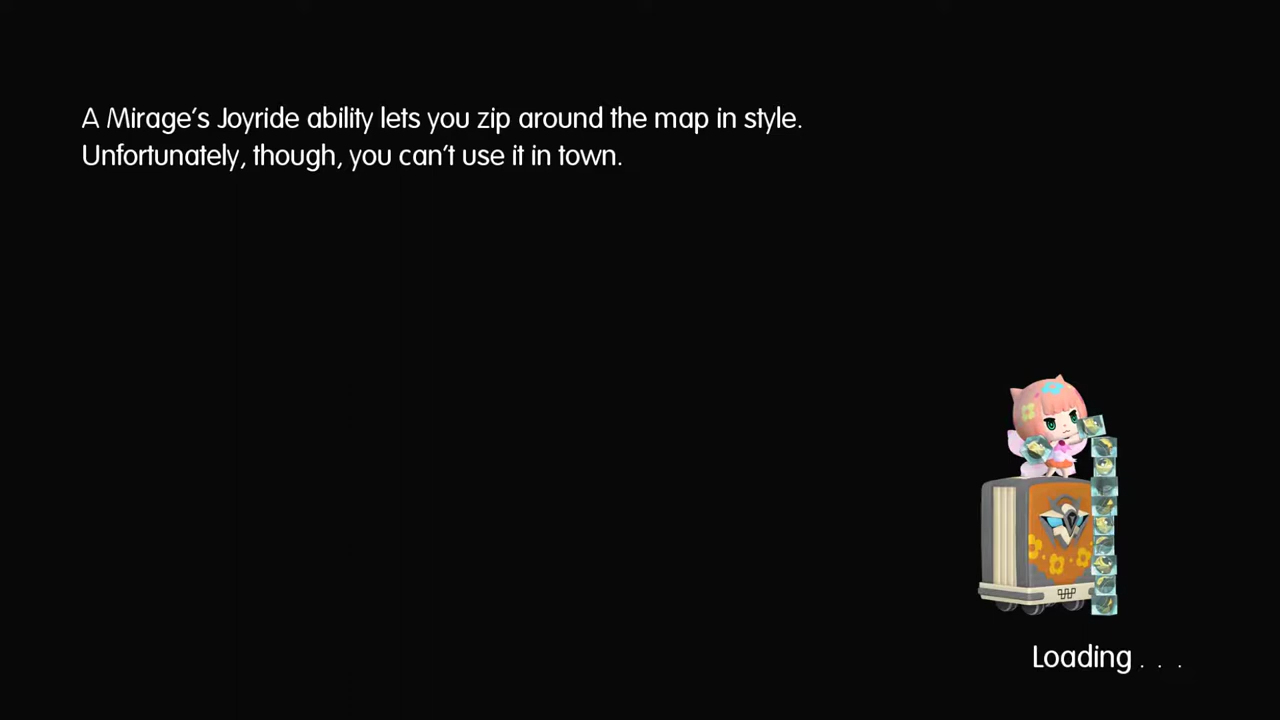 A Mirage's Joyride ability lets you zip around the map in style.
Unfortunately, though, you can't use it in town.
Loading . . .